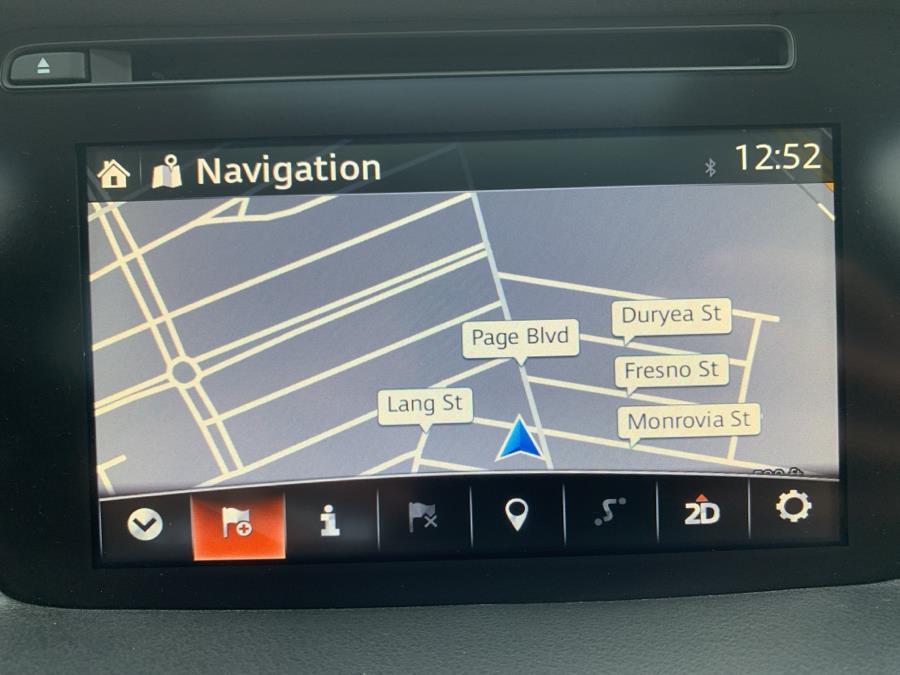 Navigation
12:52
Duryea St
Page Blvd
Fresno St
Lang St
Monrovia St
2D